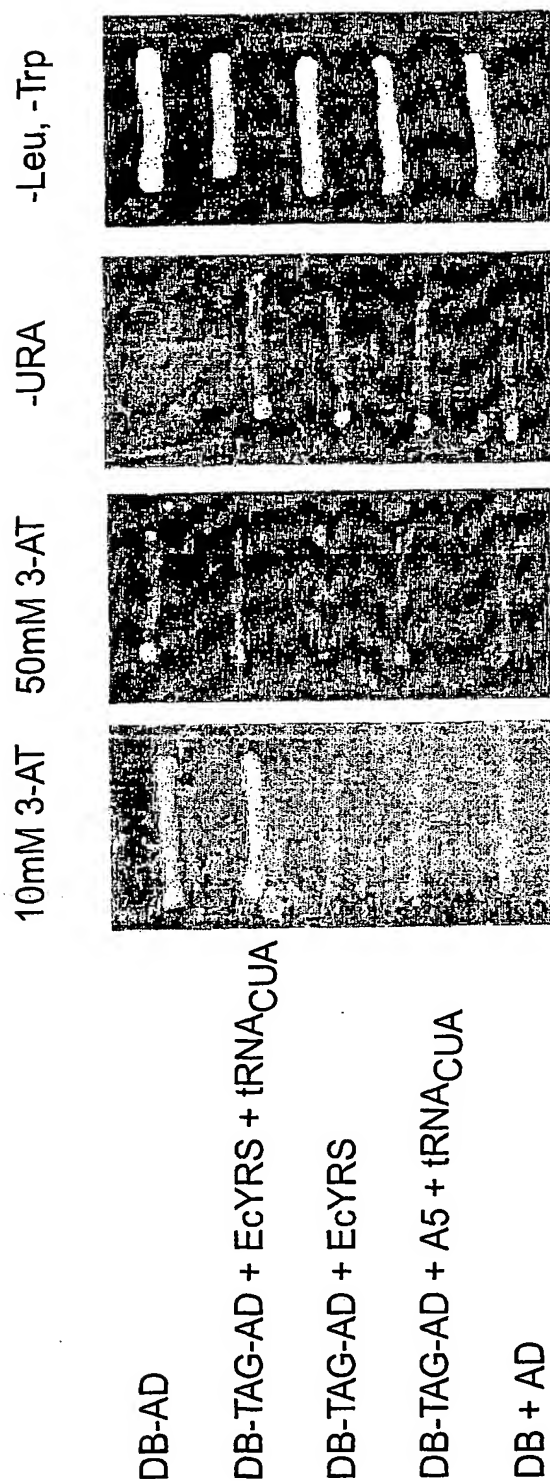 10mM 3-AT
50mM 3-AT
-URA
-Leu, -Trp
DB-AD
DB-TAG-AD + EcYRS + tRNACUA
DB-TAG-AD + EcYRS
DB-TAG-AD + A5 + tRNACUA
DB + AD